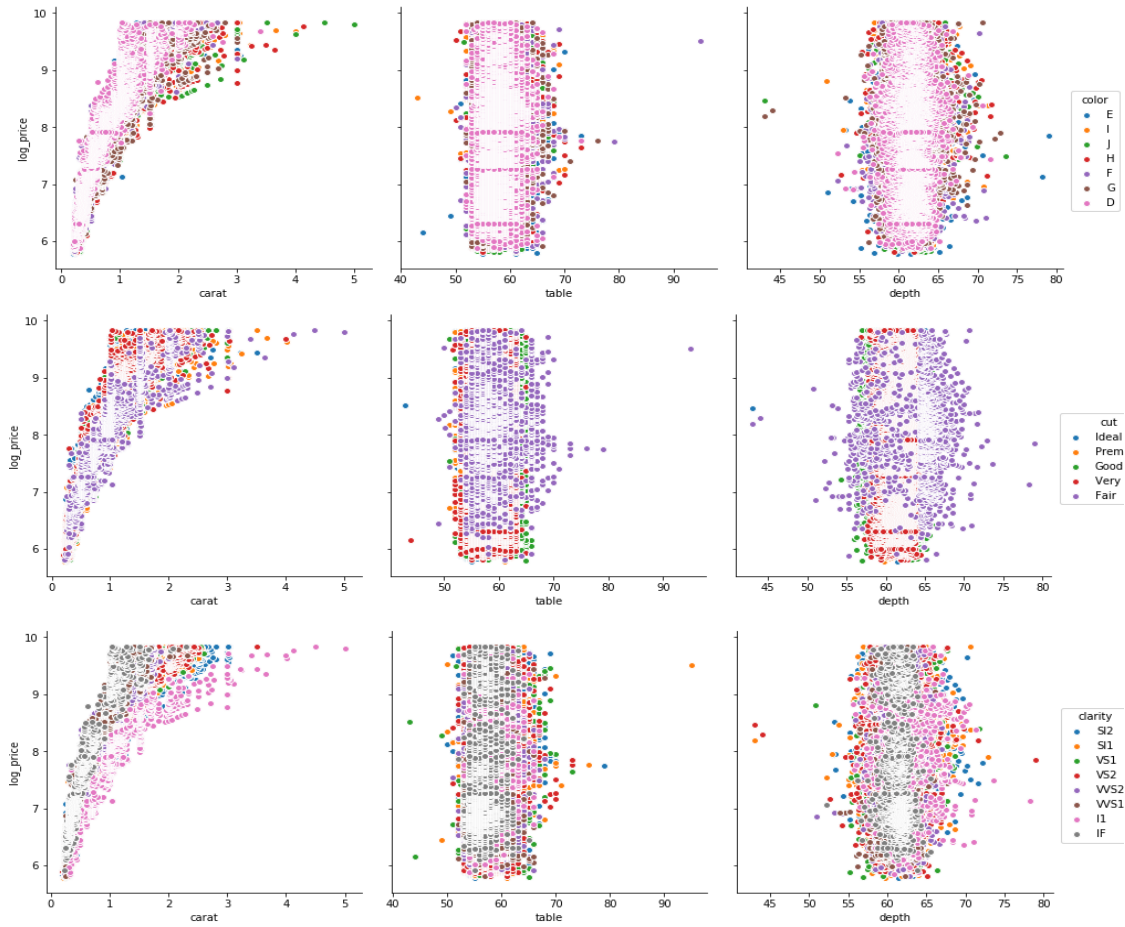 10
9
8
7
6
log_price
0 1 2 3 4 5
carat
40 50 60 70 80 90
table
45 50 55 60 65 70 75 80
depth
color
E
I
J
H
F
G
D
10
9
8
7
6
log_price
0 1 2 3 4 5
carat
50 60 70 80 90
table
45 50 55 60 65 70 75 80
depth
cut
Ideal
Prem
Good
Very
Fair
10
9
8
7
6
log_price
0 1 2 3 4 5
carat
40 50 60 70 80 90
table
45 50 55 60 65 70 75 80
depth
clarity
SI2
SI1
VS1
VS2
VVS2
VVS1
I1
IF